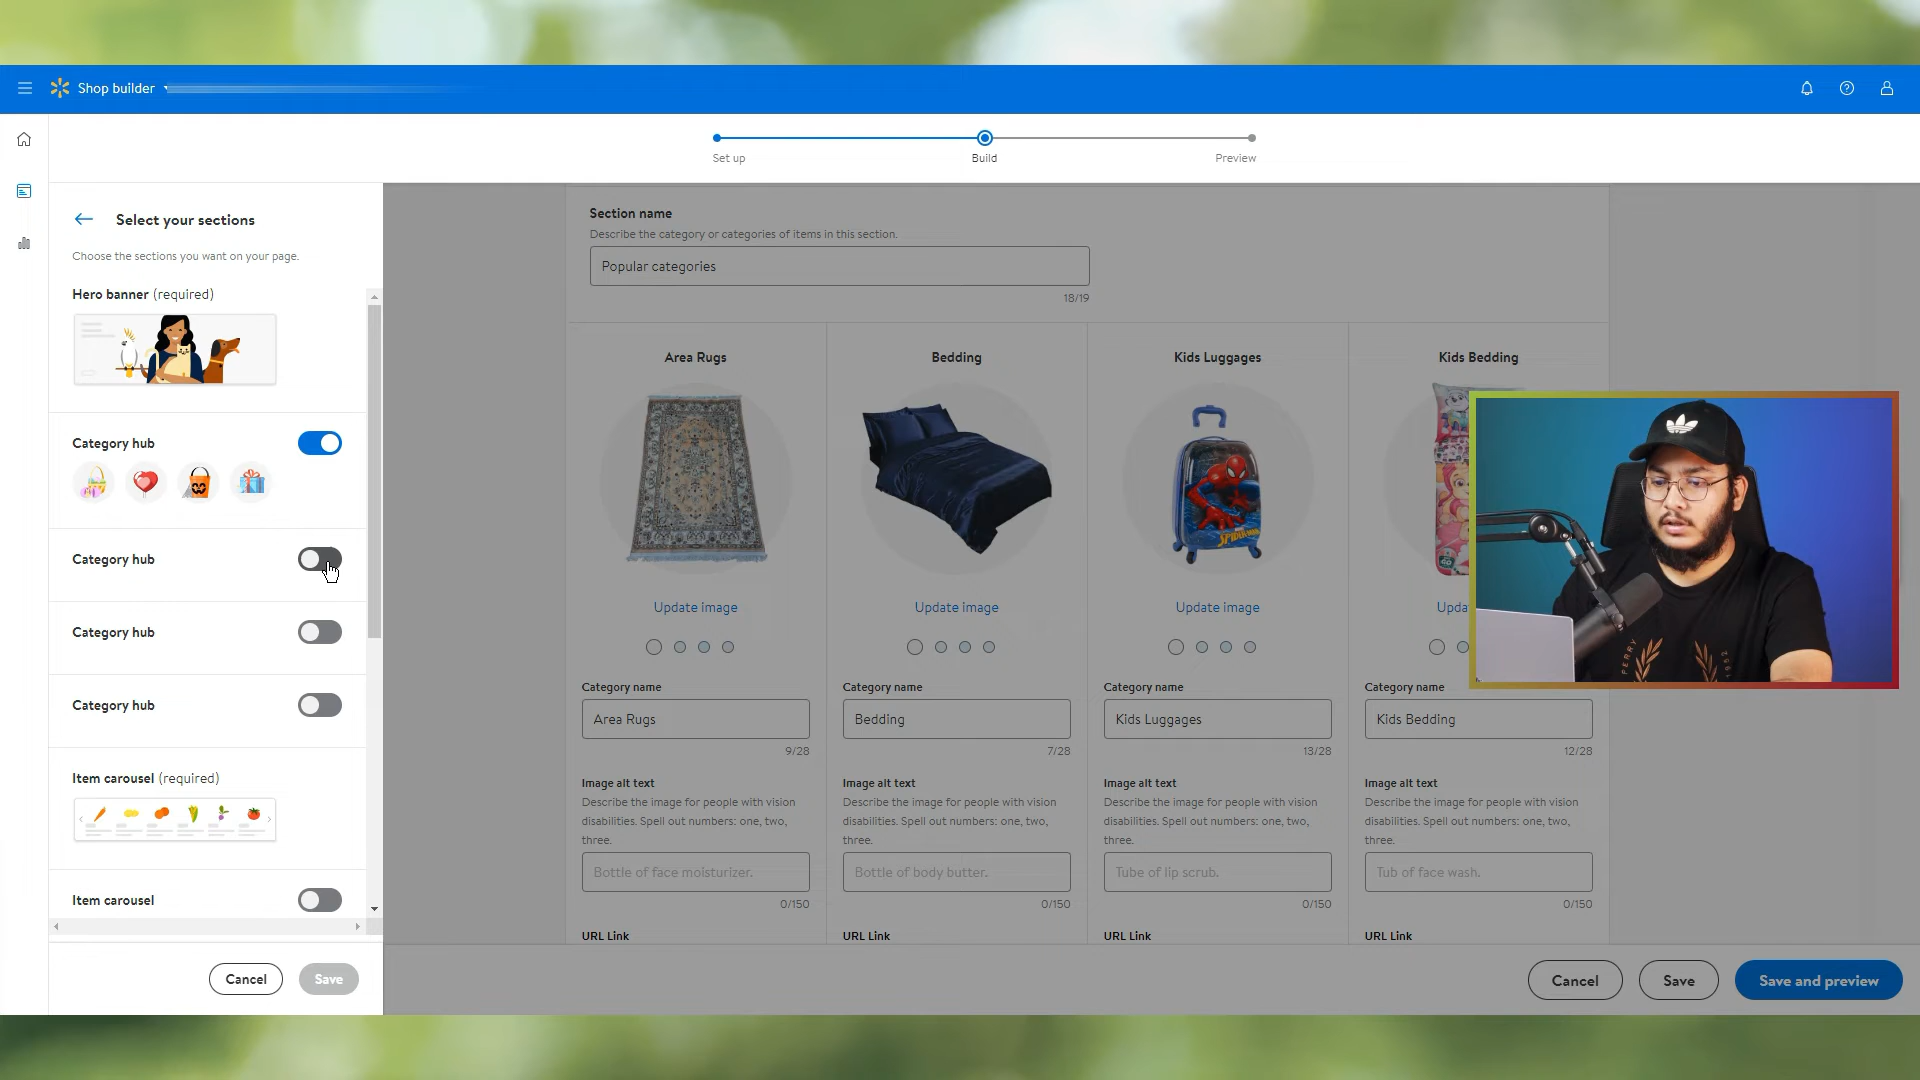 Shop builder
Set up
Build
Preview
Select your sections
Choose the sections you want on your page.
Hero banner (required)
Category hub
Category hub
Category hub
Category hub
Item carousel (required)
Item carousel
Cancel
Save
Section name
Describe the category or categories of items in this section.
Popular categories
18/19
Area Rugs
Bedding
Kids Luggages
Kids Bedding
Update image
Update image
Update image
Upda
Category name
Category name
Category name
Category name
Area Rugs
Bedding
Kids Luggages
Kids Bedding
9/28
7/28
13/28
12/28
Image alt text
Image alt text
Image alt text
Image alt text
Describe the image for people with vision
disabilities. Spell out numbers: one, two,
three.
Describe the image for people with vision
disabilities. Spell out numbers: one, two,
three.
Describe the image for people with vision
disabilities. Spell out numbers: one, two,
three.
Describe the image for people with vision
disabilities. Spell out numbers: one, two,
three.
Bottle of face moisturizer.
Bottle of body butter.
Tube of lip scrub.
Tub of face wash.
0/150
0/150
0/150
0/150
URL Link
URL Link
URL Link
URL Link
Cancel
Save
Save and preview